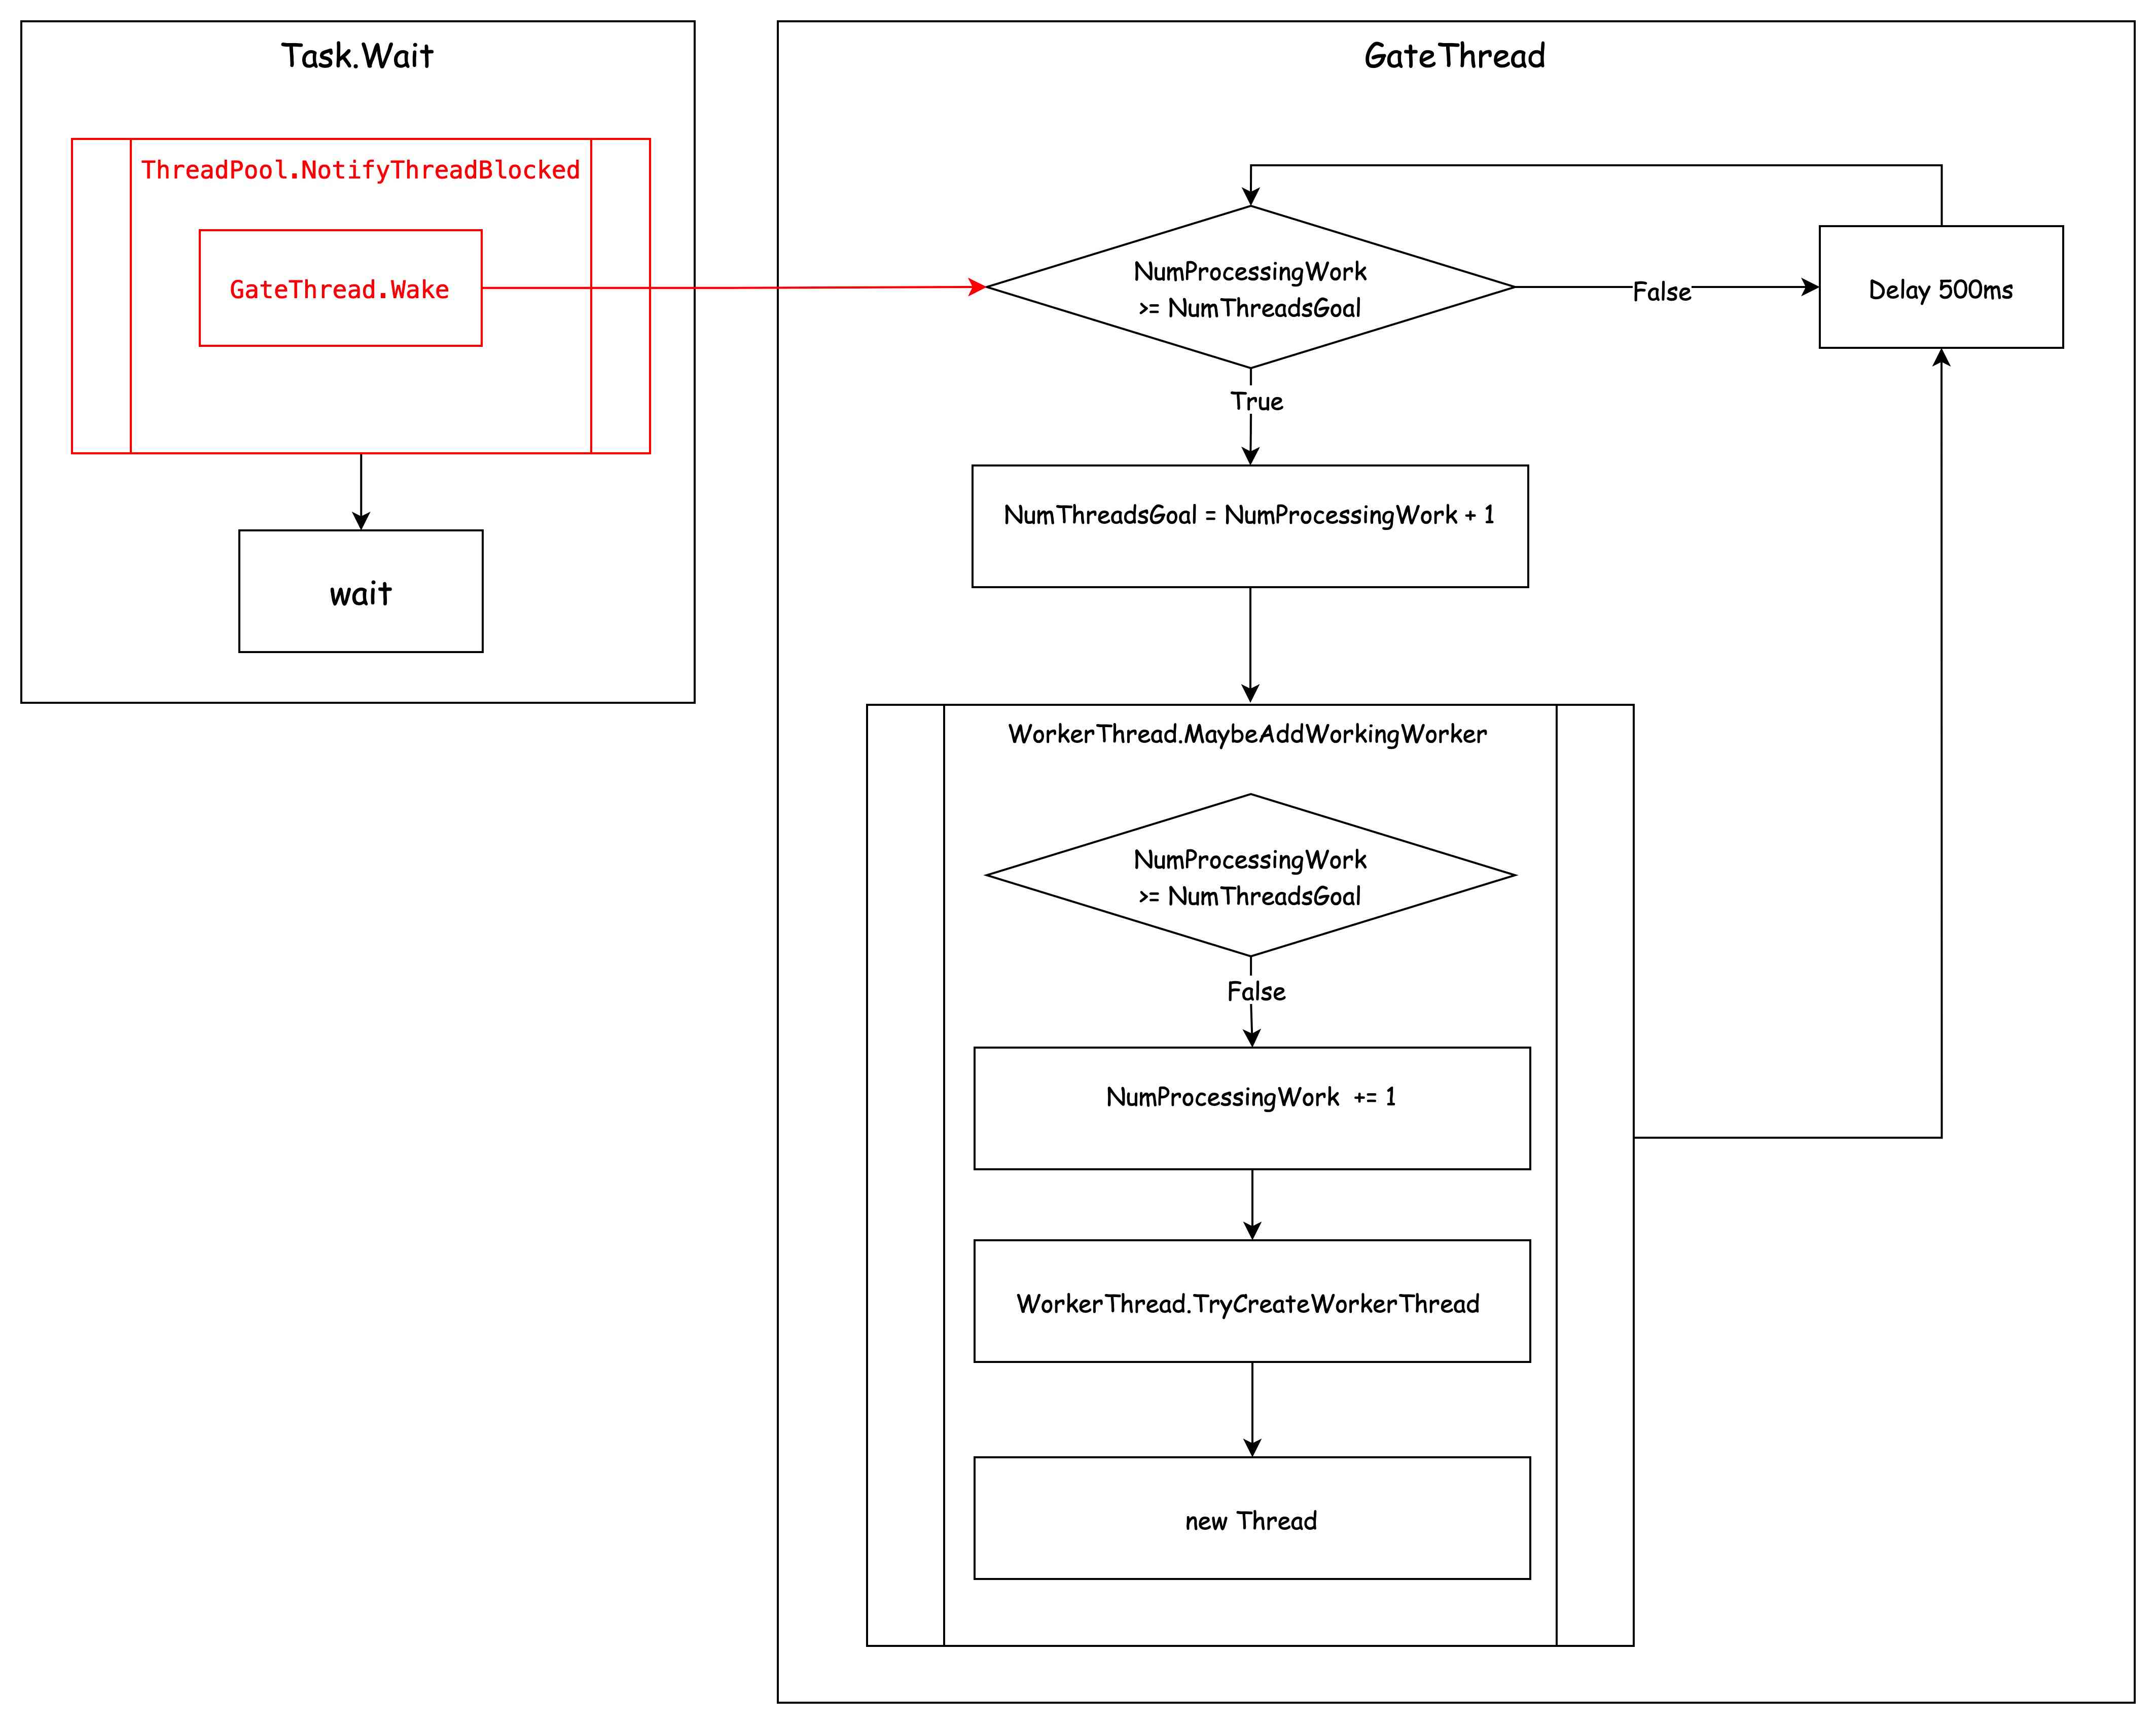 Task.Wait
ThreadPool.NotifyThreadBlocked
GateThread.Wake
wait
GateThread
NumProcessingWork
>= NumThreadsGoal
False
Delay 500ms
True
NumThreadsGoal = NumProcessingWork + 1
WorkerThread.MaybeAddWorkingWorker
NumProcessingWork
>= NumThreadsGoal
False
NumProcessingWork += 1
WorkerThread.TryCreateWorkerThread
new Thread